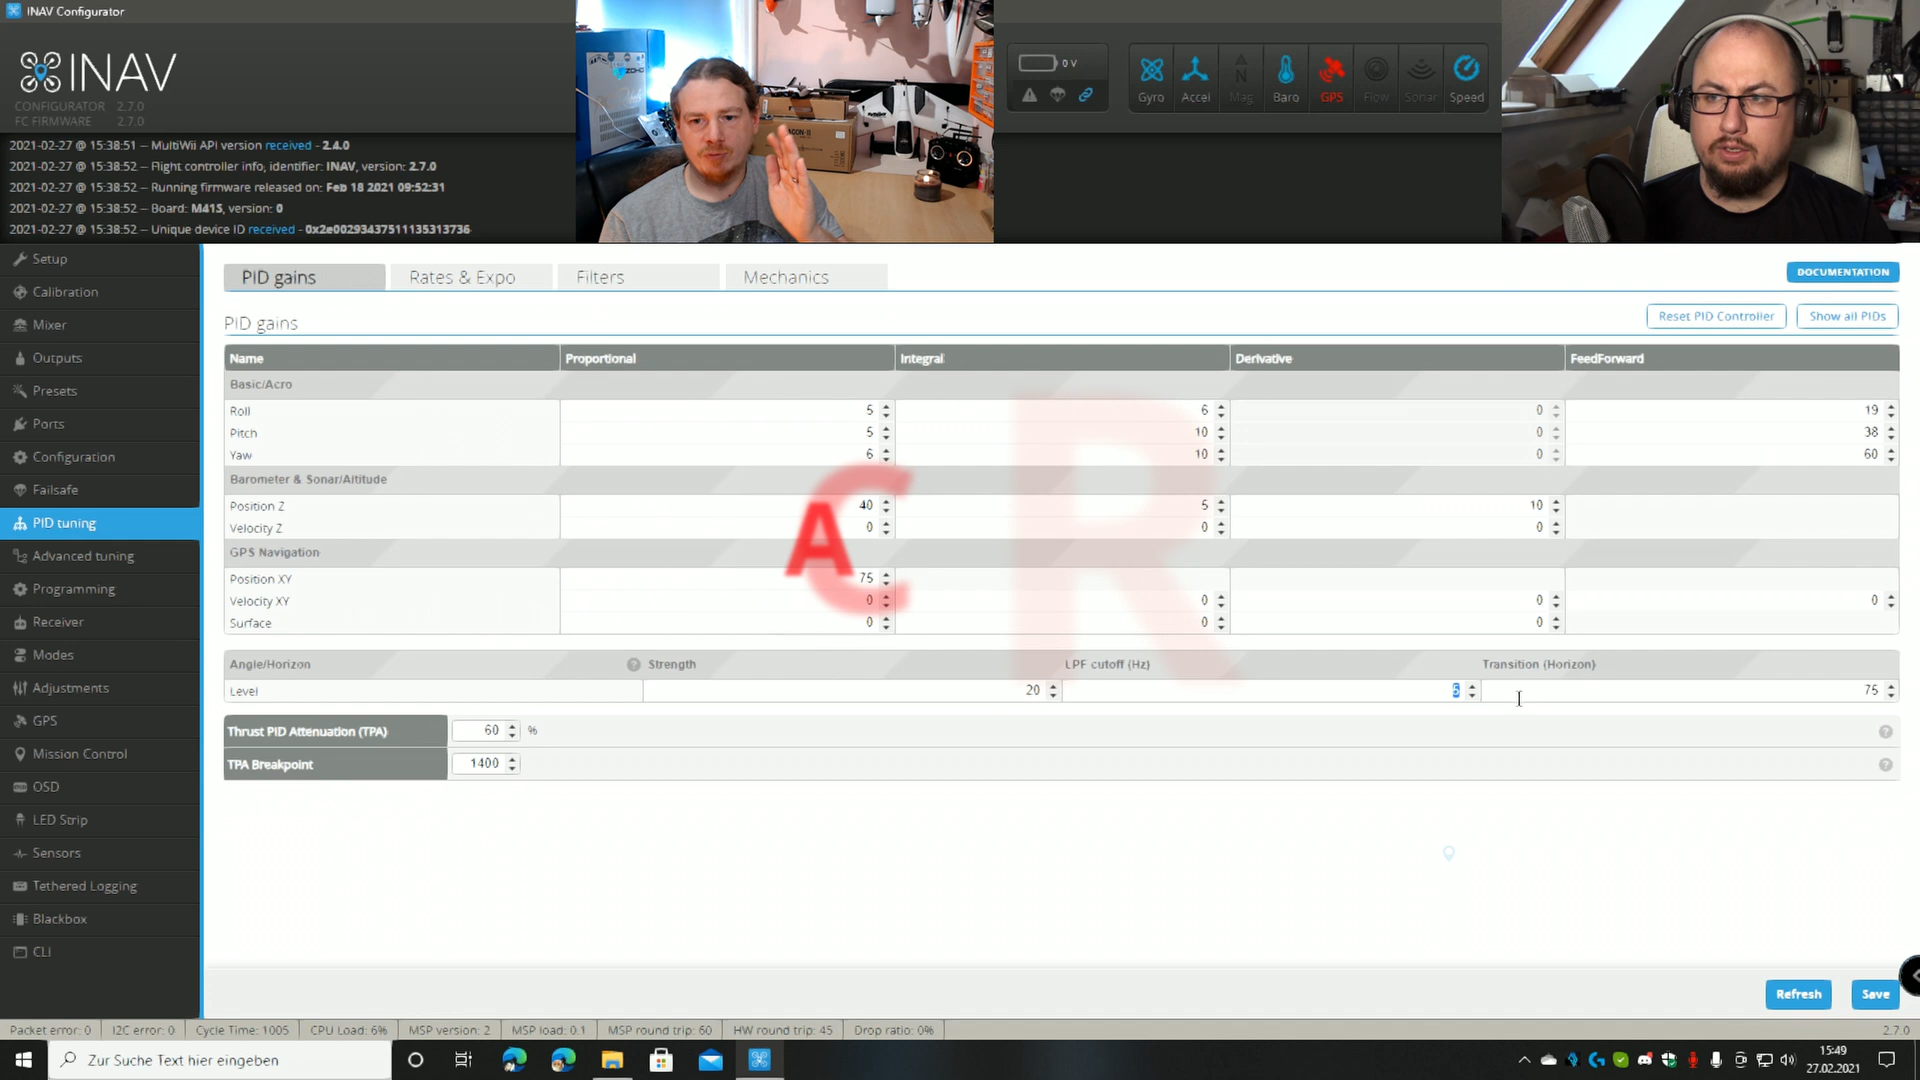 INAV Configurator
INAV
CONFIGURATOR 2.7.0
FC FIRMWARE 2.7.0
2021-02-27 @ 15:38:51 -- MultiWii API version received - 2.4.0
2021-02-27 @ 15:38:52 -- Flight controller info, identifier: INAV, version: 2.7.0
2021-02-27 @ 15:38:52 -- Running firmware released on: Feb 18 2021 09:52:31
2021-02-27 @ 15:38:52 -- Board: M41S, version: 0
2021-02-27 @ 15:38:52 -- Unique device ID received - 0x2e00293437511135313736
0 V
Gyro Accel Mag Baro GPS Flow Sonar Speed
Setup
Calibration
Mixer
Outputs
Presets
Ports
Configuration
Failsafe
PID tuning
Advanced tuning
Programming
Receiver
Modes
Adjustments
GPS
Mission Control
OSD
LED Strip
Sensors
Tethered Logging
Blackbox
CLI
PID gains Rates & Expo Filters Mechanics
DOCUMENTATION
PID gains
Reset PID Controller Show all PIDs
Name Proportional Integral Derivative FeedForward
Basic/Acro
Roll 5 6 0 19
Pitch 5 10 0 38
Yaw 6 10 0 60
Barometer & Sonar/Altitude
Position Z 40 5 10
Velocity Z 0 0 0
GPS Navigation
Position XY 75
Velocity XY 0 0 0 0
Surface 0 0 0
A C R
Angle/Horizon Strength LPF cutoff (Hz) Transition (Horizon)
Level 20 5 75
Thrust PID Attenuation (TPA) 60 %
TPA Breakpoint 1400
Refresh Save
Packet error: 0 I2C error: 0 Cycle Time: 1005 CPU Load: 6% MSP version: 2 MSP load: 0.1 MSP round trip: 60 HW round trip: 45 Drop ratio: 0% 2.7.0
Zur Suche Text hier eingeben
15:49
27.02.2021